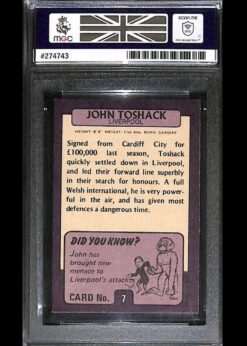 MGC
SCAN ME
#274743
JOHN TOSHACK
LIVERPOOL
Signed from Cardiff City for
£100,000 last season, Toshack
quickly settled down in Liverpool,
and led their forward line superbly
in their search for honours. A full
Welsh international, he is very power-
ful in the air, and has given most
defences a dangerous time.
DID YOU KNOW?
John has
brought new
menace to
Liverpool's attack.
CARD No. 7